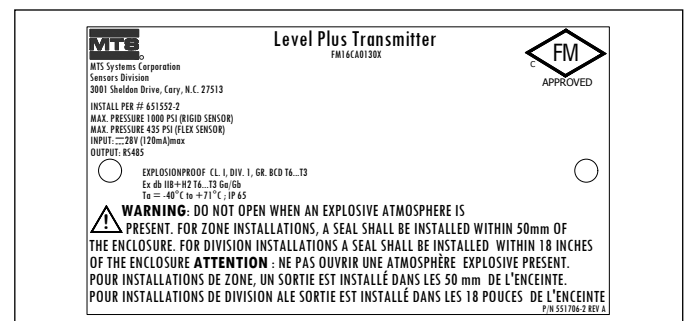 MTS
Level Plus Transmitter
FM16CA0130X
MTS Systems Corporation
Sensors Division
3001 Sheldon Drive, Cary, N.C. 27513
C FM
APPROVED
INSTALL PER # 651552-2
MAX. PRESSURE 1000 PSI (RIGID SENSOR)
MAX. PRESSURE 435 PSI (FLEX SENSOR)
INPUT: ⎓28V (120mA)max
OUTPUT: RS485
EXPLOSIONPROOF CL. I, DIV. 1, GR. BCD T6...T3
Ex db IIB+H2 T6...T3 Ga/Gb
Ta = -40°C to +71°C ; IP 65
WARNING: DO NOT OPEN WHEN AN EXPLOSIVE ATMOSPHERE IS
PRESENT. FOR ZONE INSTALLATIONS, A SEAL SHALL BE INSTALLED WITHIN 50mm OF
THE ENCLOSURE. FOR DIVISION INSTALLATIONS A SEAL SHALL BE INSTALLED WITHIN 18 INCHES
OF THE ENCLOSURE ATTENTION : NE PAS OUVRIR UNE ATMOSPHÈRE EXPLOSIVE PRESENT.
POUR INSTALLATIONS DE ZONE, UN SORTIE EST INSTALLÉ DANS LES 50 mm DE L'ENCEINTE.
POUR INSTALLATIONS DE DIVISION ALE SORTIE EST INSTALLÉ DANS LES 18 POUCES DE L'ENCEINTE
P/N 551706-2 REV A